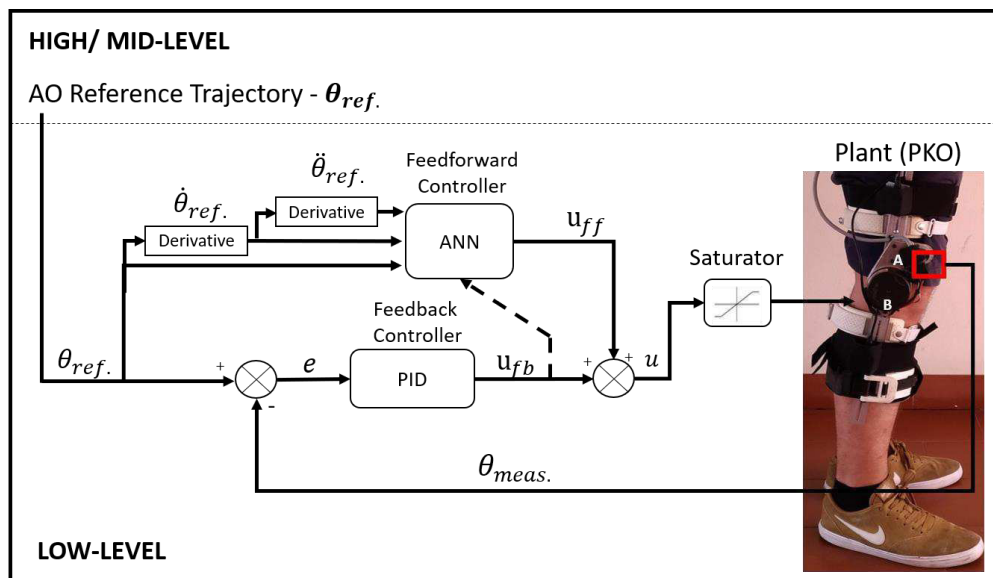 HIGH/ MID-LEVEL
AO Reference Trajectory - θref.
Plant (PKO)
Feedforward
Controller
θ̈ref.
θ̇ref.
Derivative
Derivative
ANN
uff
Saturator
A
B
Feedback
Controller
θref.
+
-
e
PID
ufb
+
+
u
θmeas.
LOW-LEVEL